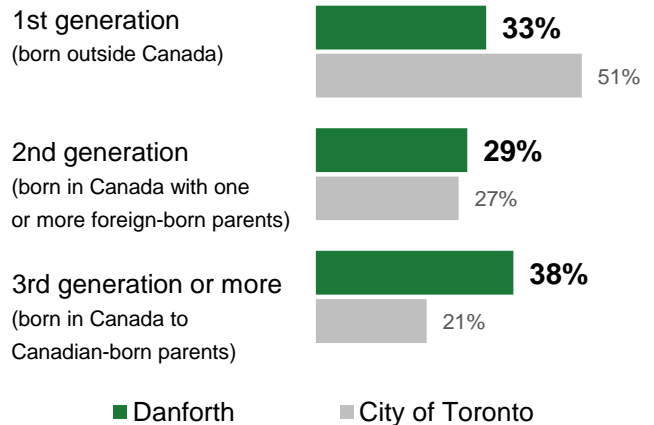 1st generation
(born outside Canada)
33%
51%
2nd generation
(born in Canada with one
or more foreign-born parents)
29%
27%
3rd generation or more
(born in Canada to
Canadian-born parents)
38%
21%
Danforth
City of Toronto